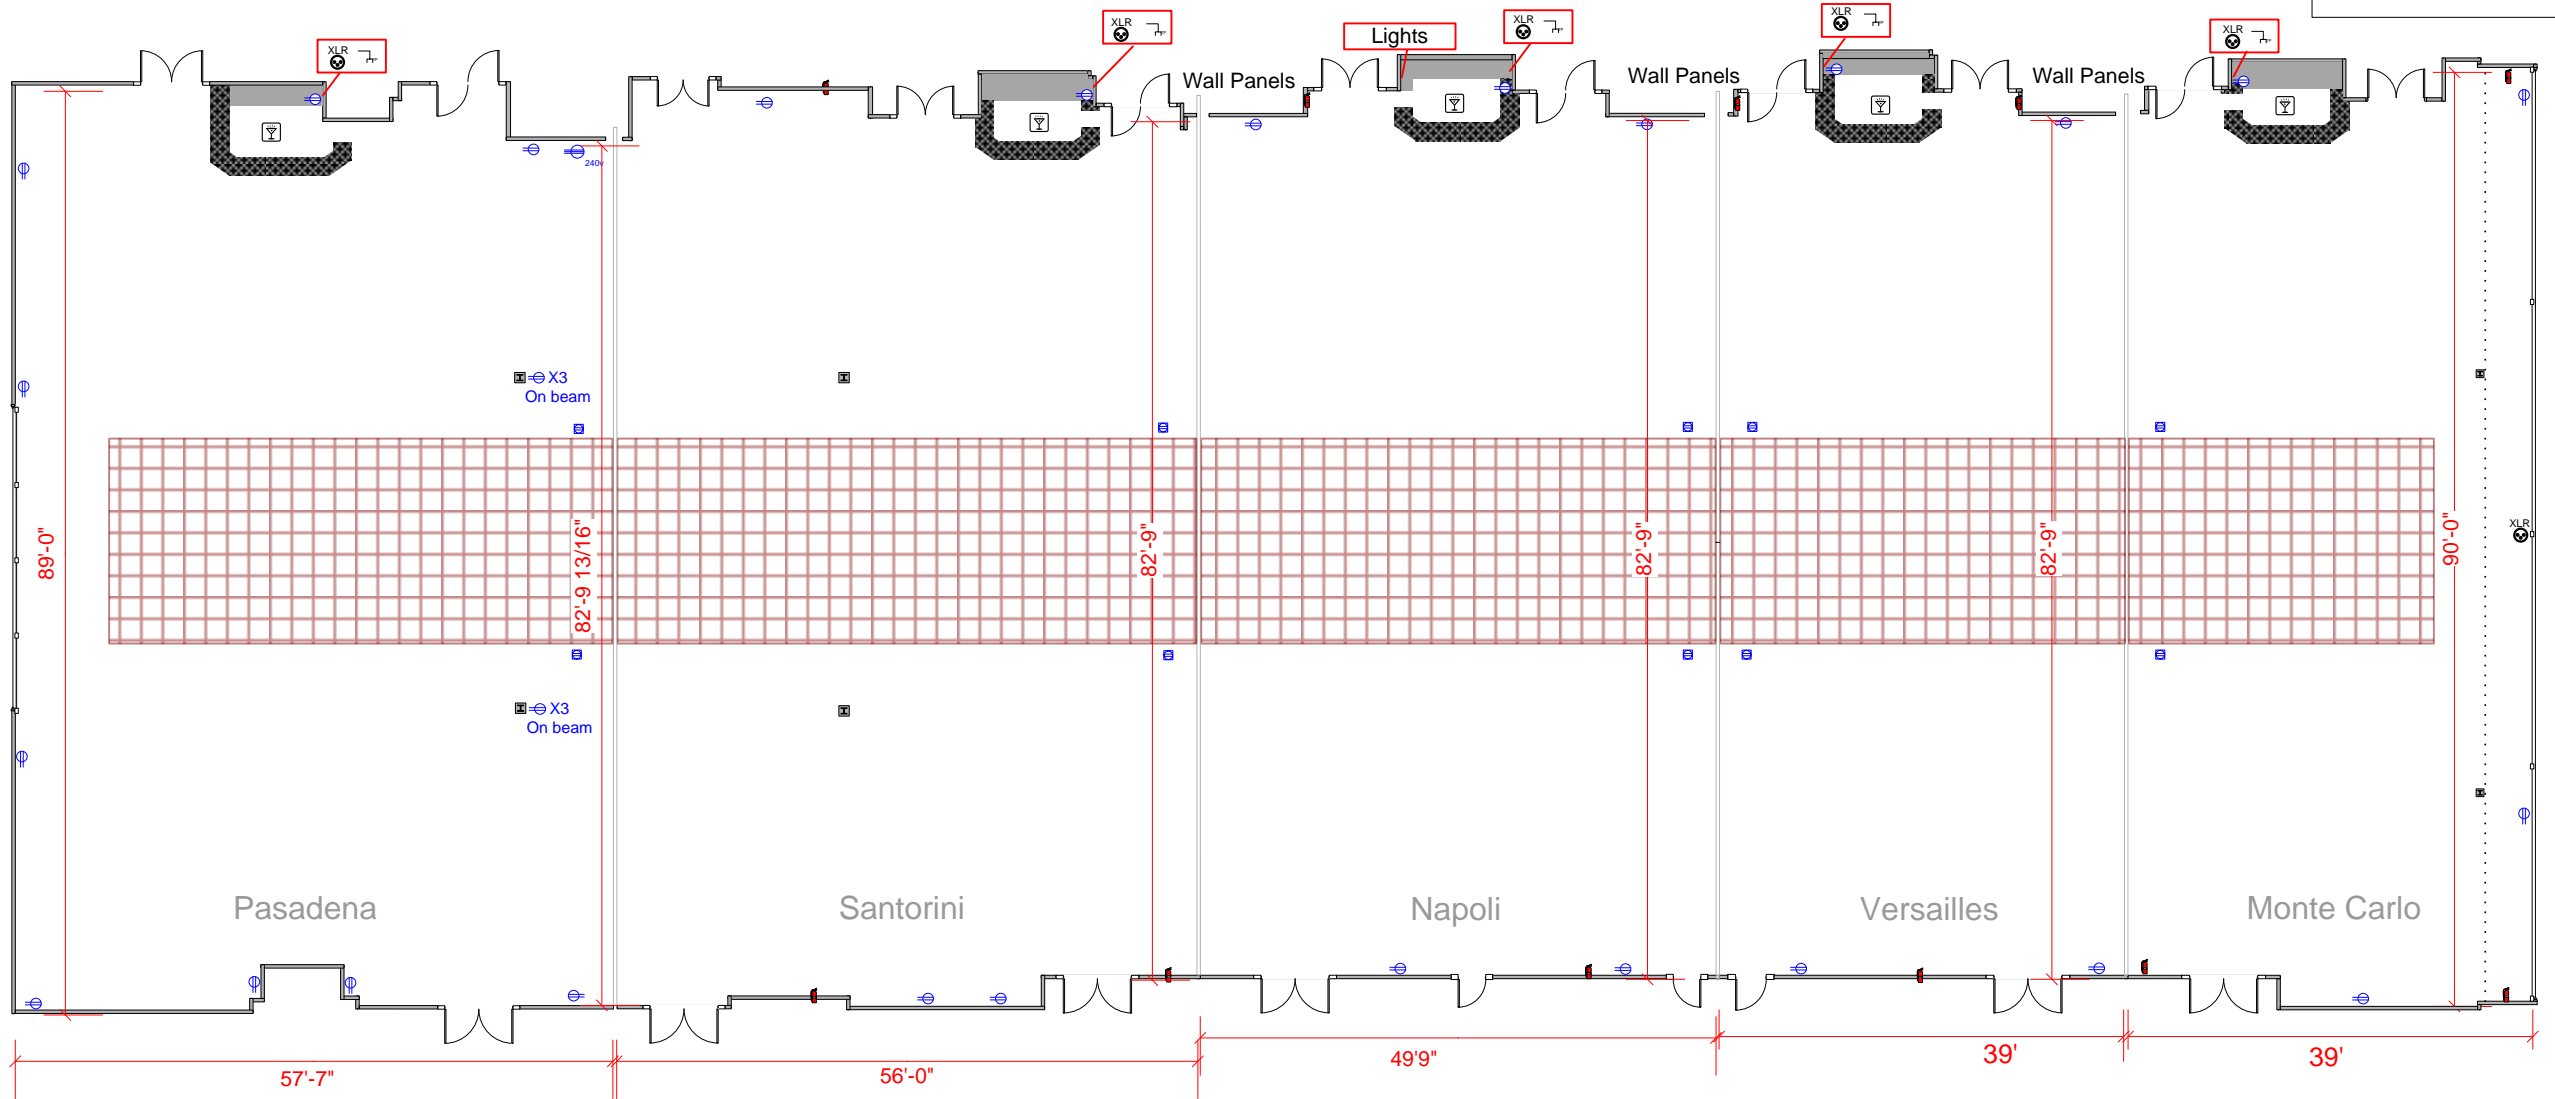 XLR
XLR
Lights
XLR
XLR
XLR
Wall Panels
Wall Panels
Wall Panels
240v
X3
On beam
89'-0"
82'-9 13/16"
82'-9"
82'-9"
82'-9"
90'-0"
XLR
X3
On beam
Pasadena
Santorini
Napoli
Versailles
Monte Carlo
57'-7"
56'-0"
49'9"
39'
39'